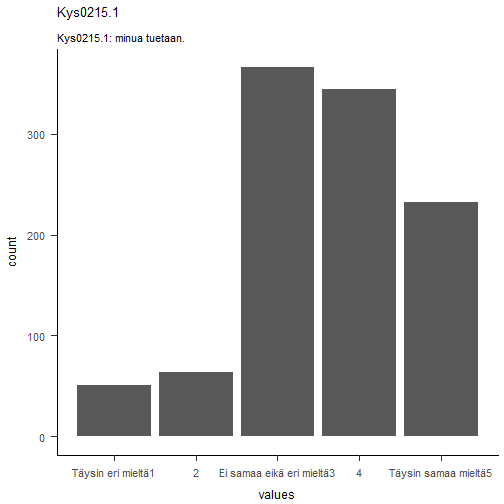 Kys0215.1
Kys0215.1: minua tuetaan.
count
300
200
100
0
Täysin eri mieltä1
2
Ei samaa eikä eri mieltä3
4
Täysin samaa mieltä5
values